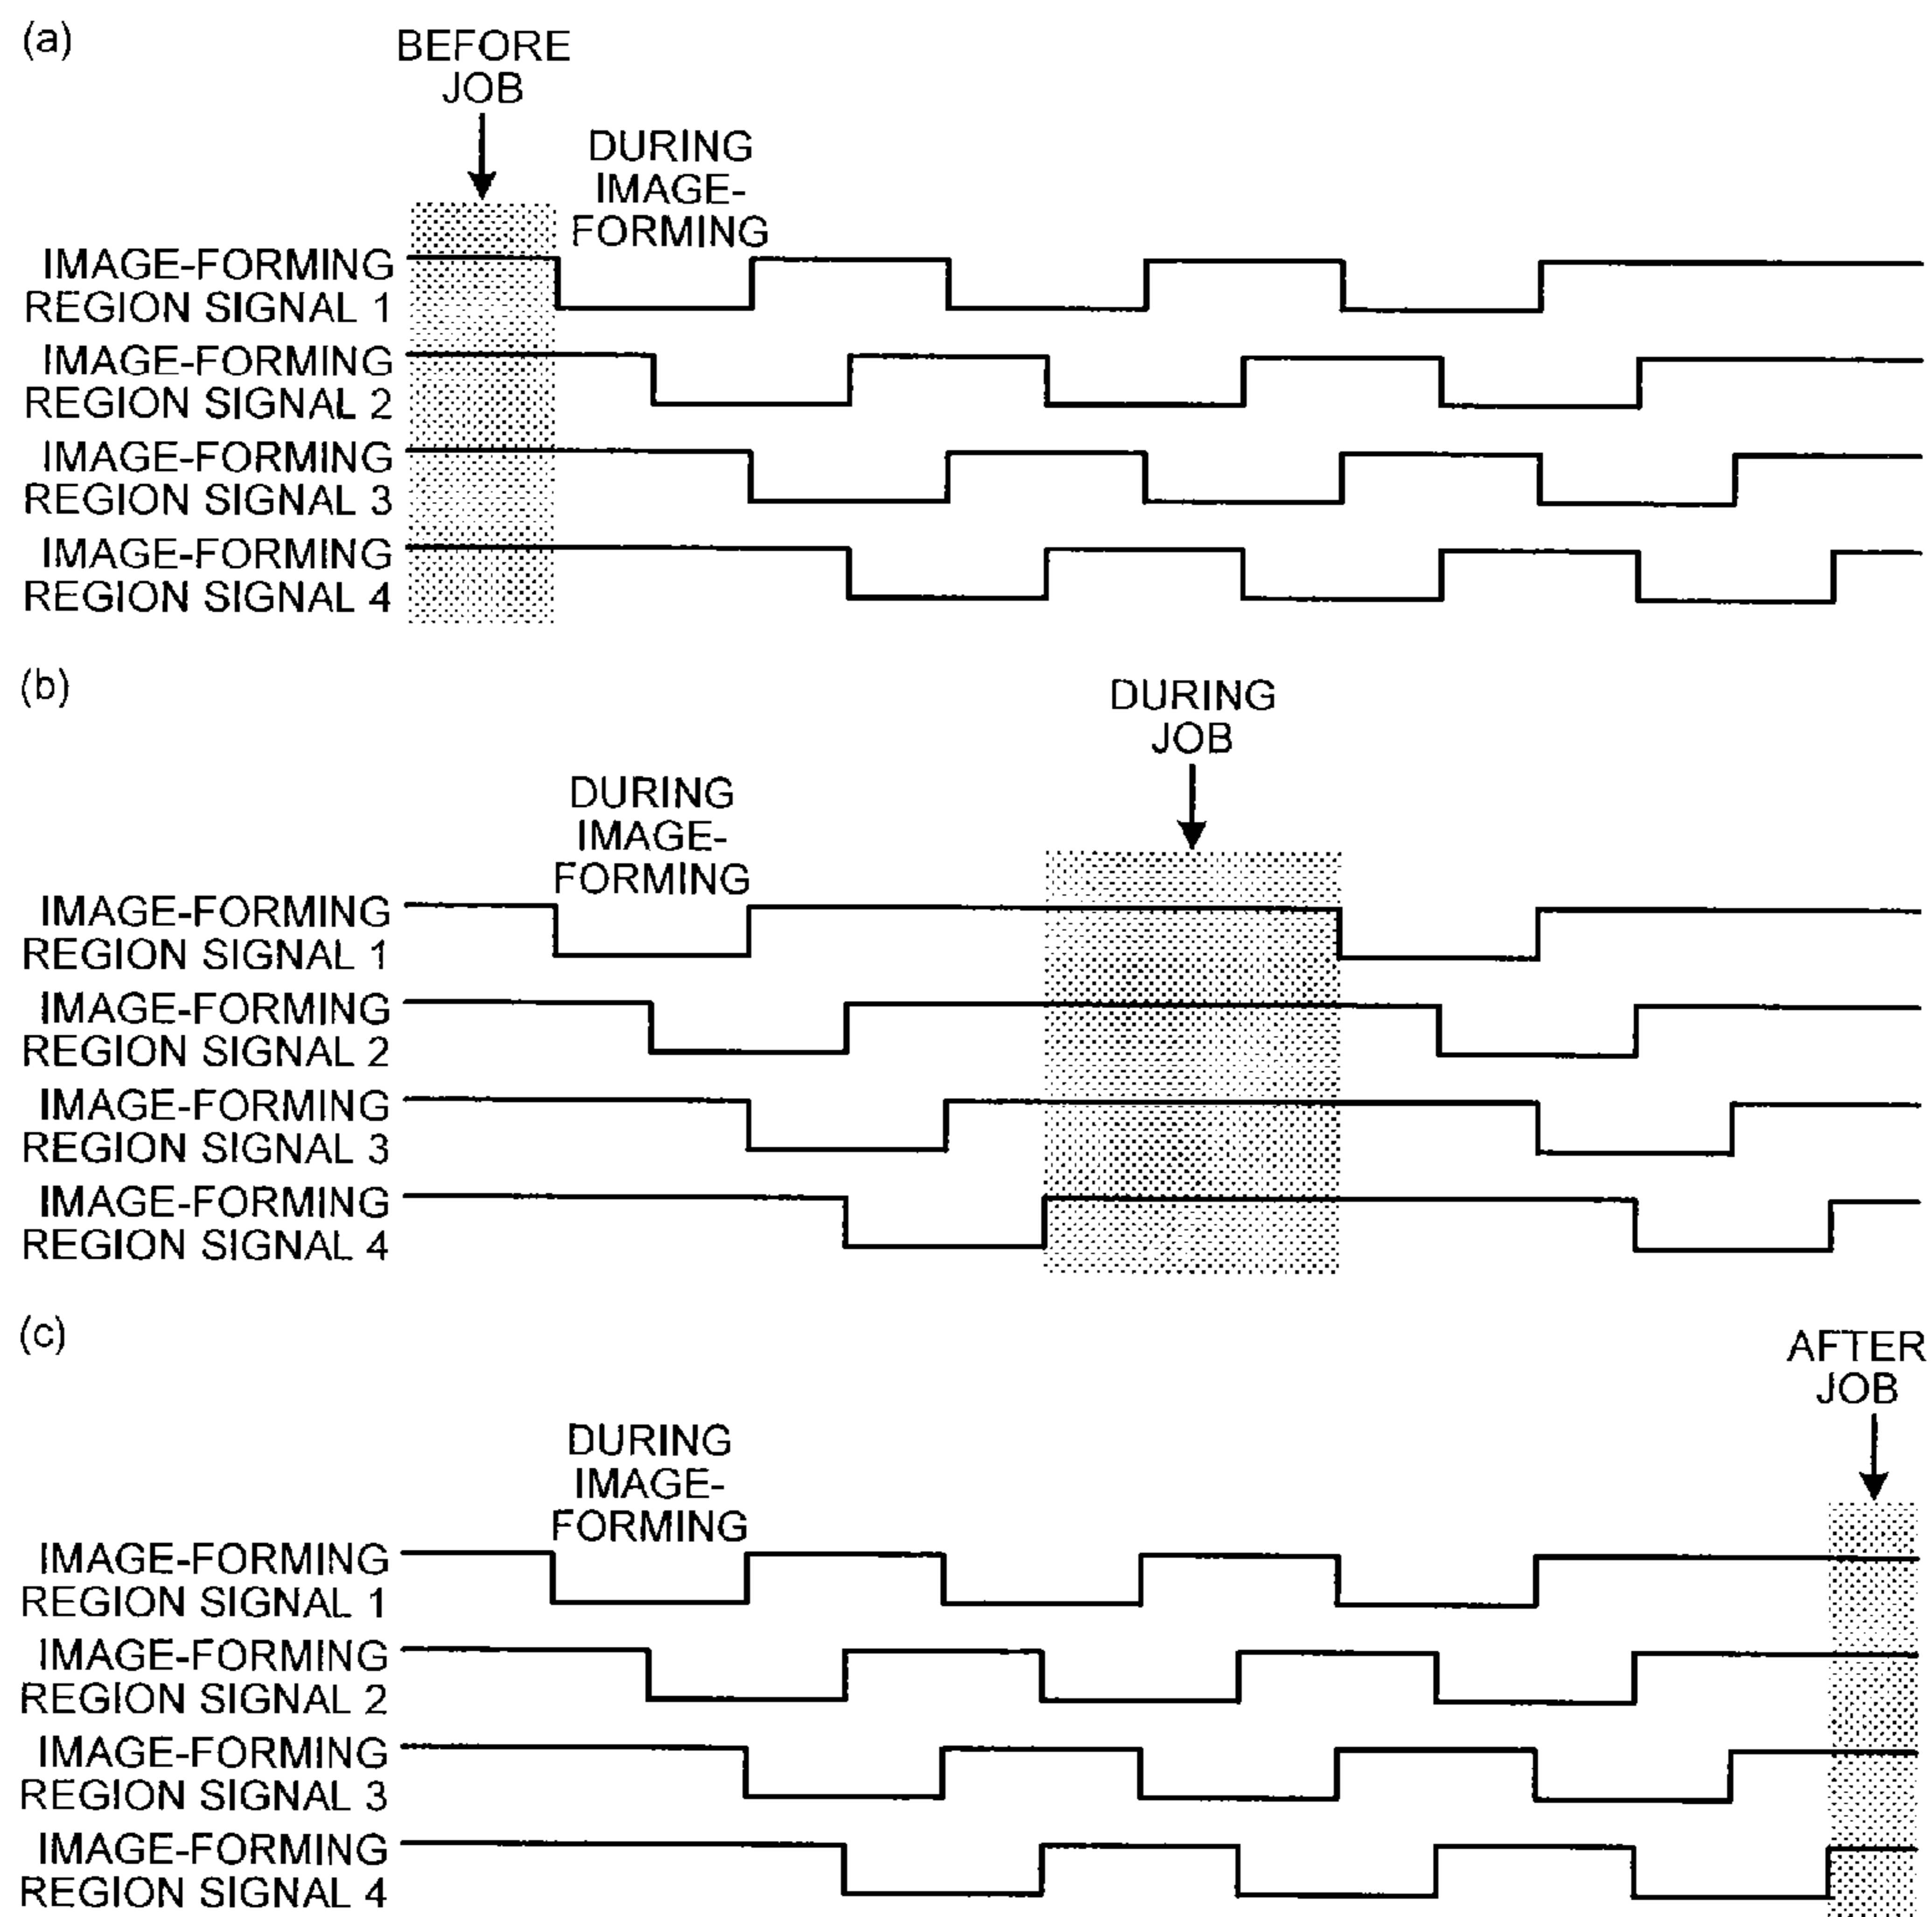 (a)
BEFORE
JOB
DURING
IMAGE-
FORMING
IMAGE-FORMING
REGION SIGNAL 1
IMAGE-FORMING
REGION SIGNAL 2
IMAGE-FORMING
REGION SIGNAL 3
IMAGE-FORMING
REGION SIGNAL 4
(b)
DURING
JOB
DURING
IMAGE-
FORMING
IMAGE-FORMING
REGION SIGNAL 1
IMAGE-FORMING
REGION SIGNAL 2
IMAGE-FORMING
REGION SIGNAL 3
IMAGE-FORMING
REGION SIGNAL 4
(c)
AFTER
JOB
DURING
IMAGE-
FORMING
IMAGE-FORMING
REGION SIGNAL 1
IMAGE-FORMING
REGION SIGNAL 2
IMAGE-FORMING
REGION SIGNAL 3
IMAGE-FORMING
REGION SIGNAL 4